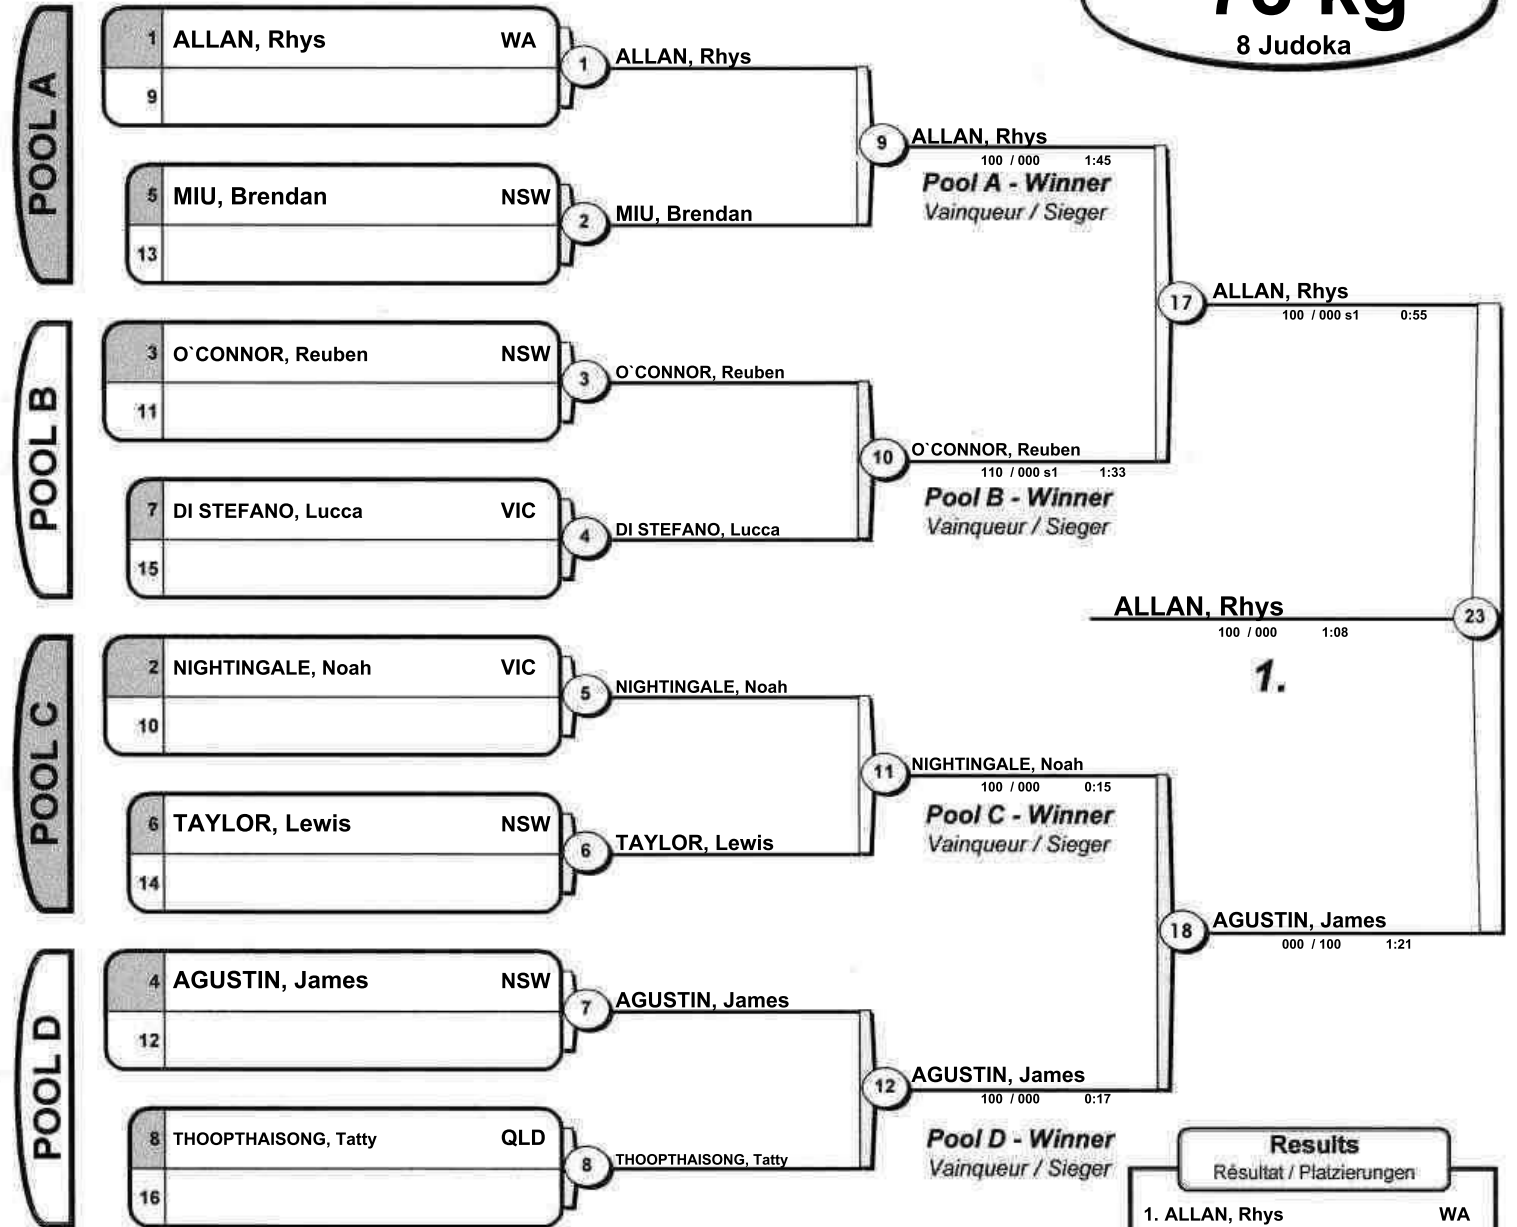 8 Judoka
POOL A
1 ALLAN, Rhys WA
9
1 ALLAN, Rhys
5 MIU, Brendan NSW
13
2 MIU, Brendan
9 ALLAN, Rhys
100 / 000 1:45
Pool A - Winner
Vainqueur / Sieger
POOL B
3 O`CONNOR, Reuben NSW
11
3 O`CONNOR, Reuben
7 DI STEFANO, Lucca VIC
15
4 DI STEFANO, Lucca
10 O`CONNOR, Reuben
110 / 000 s1 1:33
Pool B - Winner
Vainqueur / Sieger
17 ALLAN, Rhys
100 / 000 s1 0:55
ALLAN, Rhys 23
100 / 000 1:08
1.
POOL C
2 NIGHTINGALE, Noah VIC
10
5 NIGHTINGALE, Noah
6 TAYLOR, Lewis NSW
14
6 TAYLOR, Lewis
11 NIGHTINGALE, Noah
100 / 000 0:15
Pool C - Winner
Vainqueur / Sieger
18 AGUSTIN, James
000 / 100 1:21
POOL D
4 AGUSTIN, James NSW
12
7 AGUSTIN, James
8 THOOPTHAISONG, Tatty QLD
16
8 THOOPTHAISONG, Tatty
12 AGUSTIN, James
100 / 000 0:17
Pool D - Winner
Vainqueur / Sieger
Results
Résultat / Platzierungen
1. ALLAN, Rhys WA